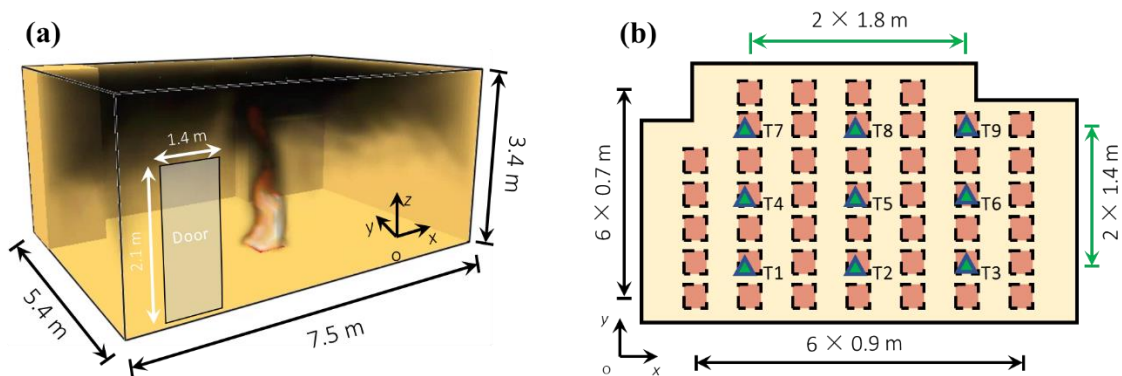 (a)
1.4 m
2.1 m
Door
3.4 m
z
y
x
o
5.4 m
7.5 m
(b)
2 × 1.8 m
T7
T8
T9
6 × 0.7 m
T4
T5
T6
2 × 1.4 m
T1
T2
T3
y
o
x
6 × 0.9 m